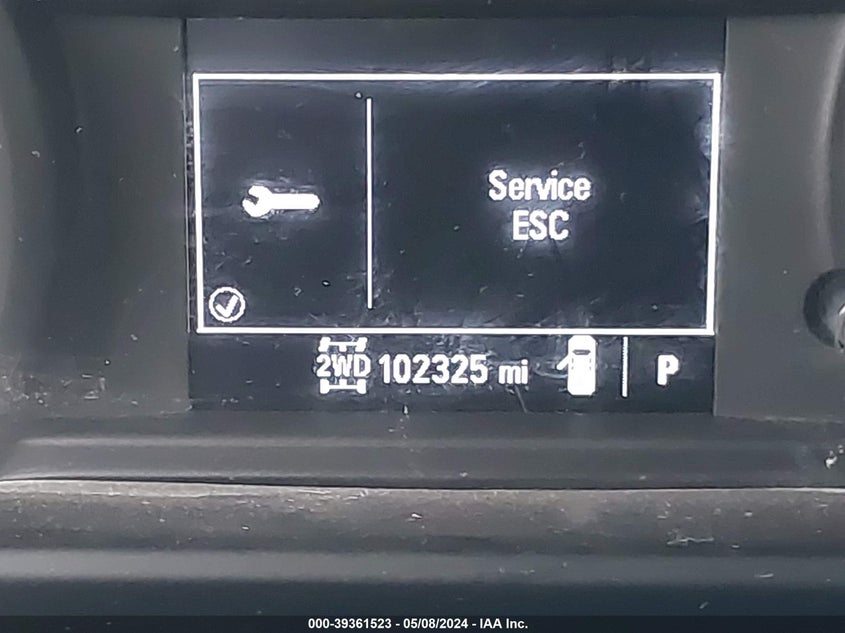 Service
ESC
2WD 102325 mi P
000-39361523 - 05/08/2024 - IAA Inc.